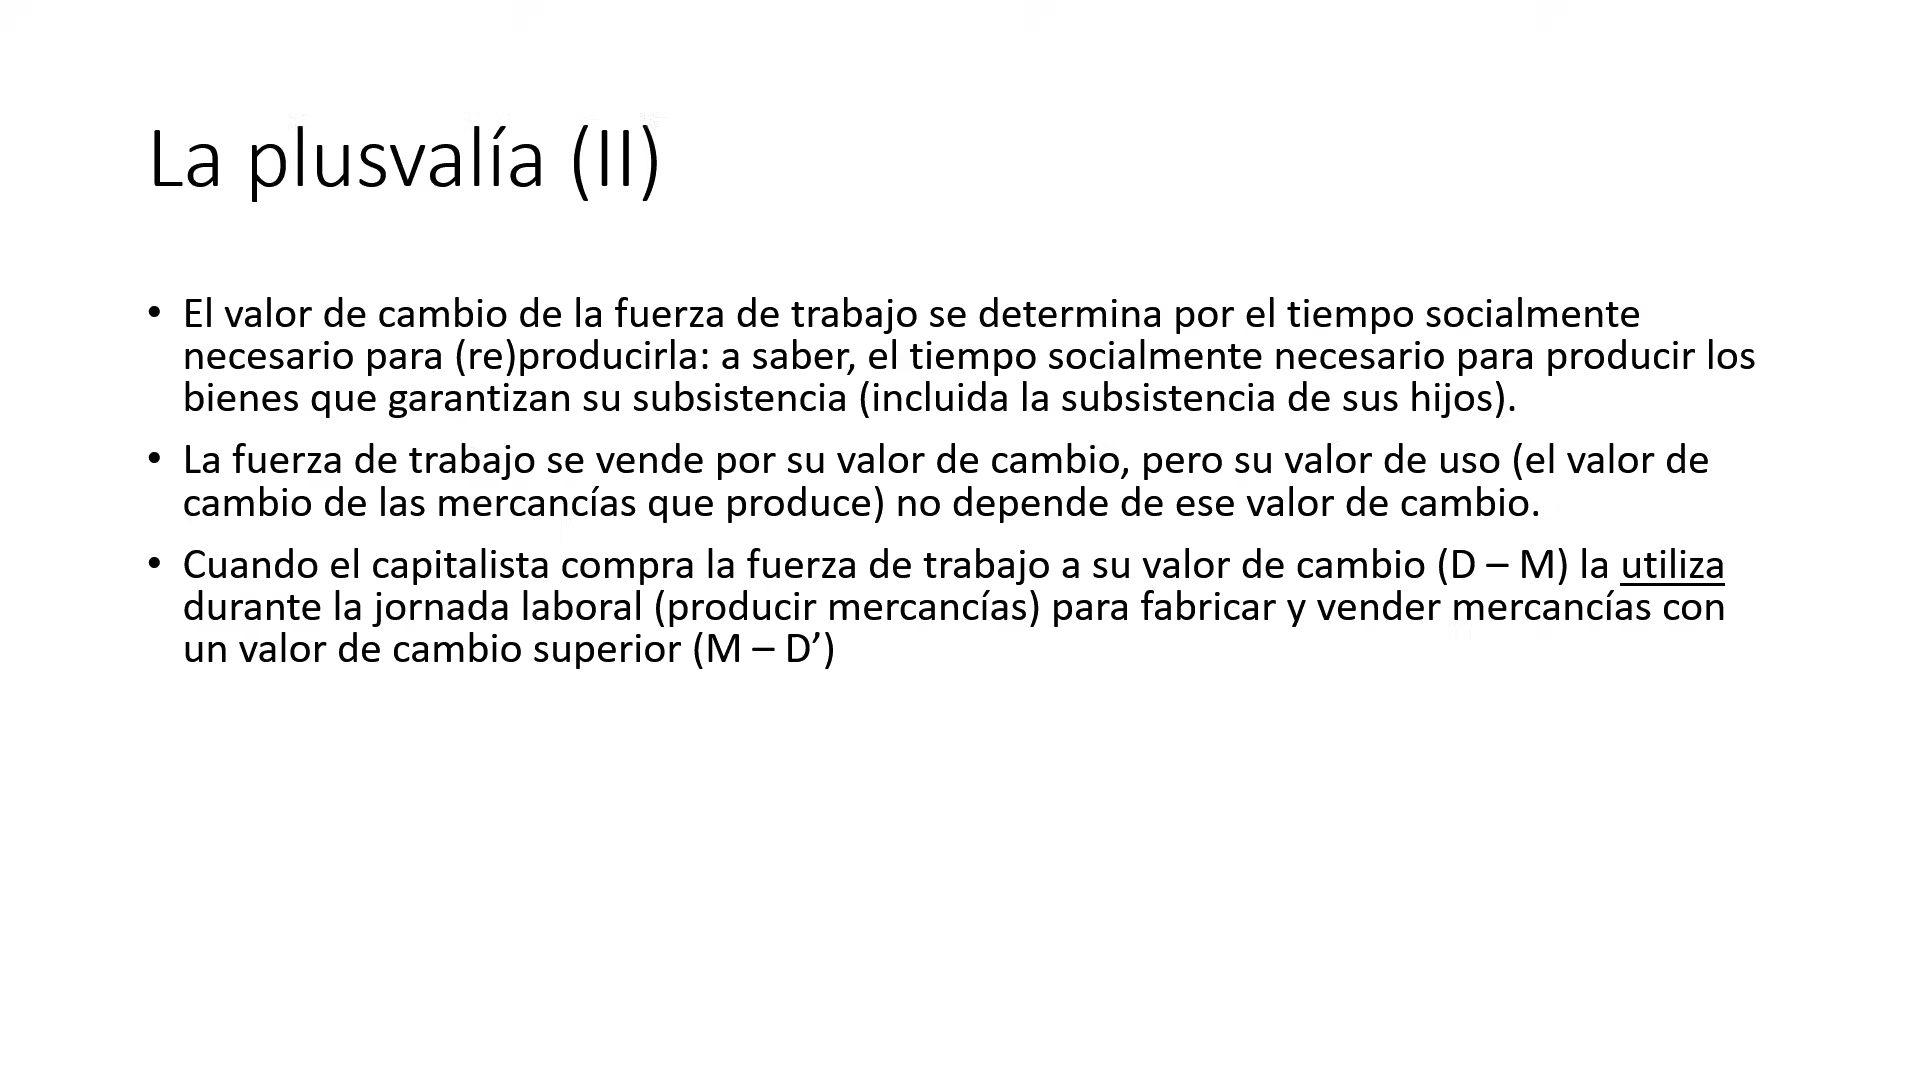 La plusvalía (II)
• El valor de cambio de la fuerza de trabajo se determina por el tiempo socialmente
necesario para (re)producirla: a saber, el tiempo socialmente necesario para producir los
bienes que garantizan su subsistencia (incluida la subsistencia de sus hijos).
• La fuerza de trabajo se vende por su valor de cambio, pero su valor de uso (el valor de
cambio de las mercancías que produce) no depende de ese valor de cambio.
• Cuando el capitalista compra la fuerza de trabajo a su valor de cambio (D – M) la utiliza
durante la jornada laboral (producir mercancías) para fabricar y vender mercancías con
un valor de cambio superior (M – D’)